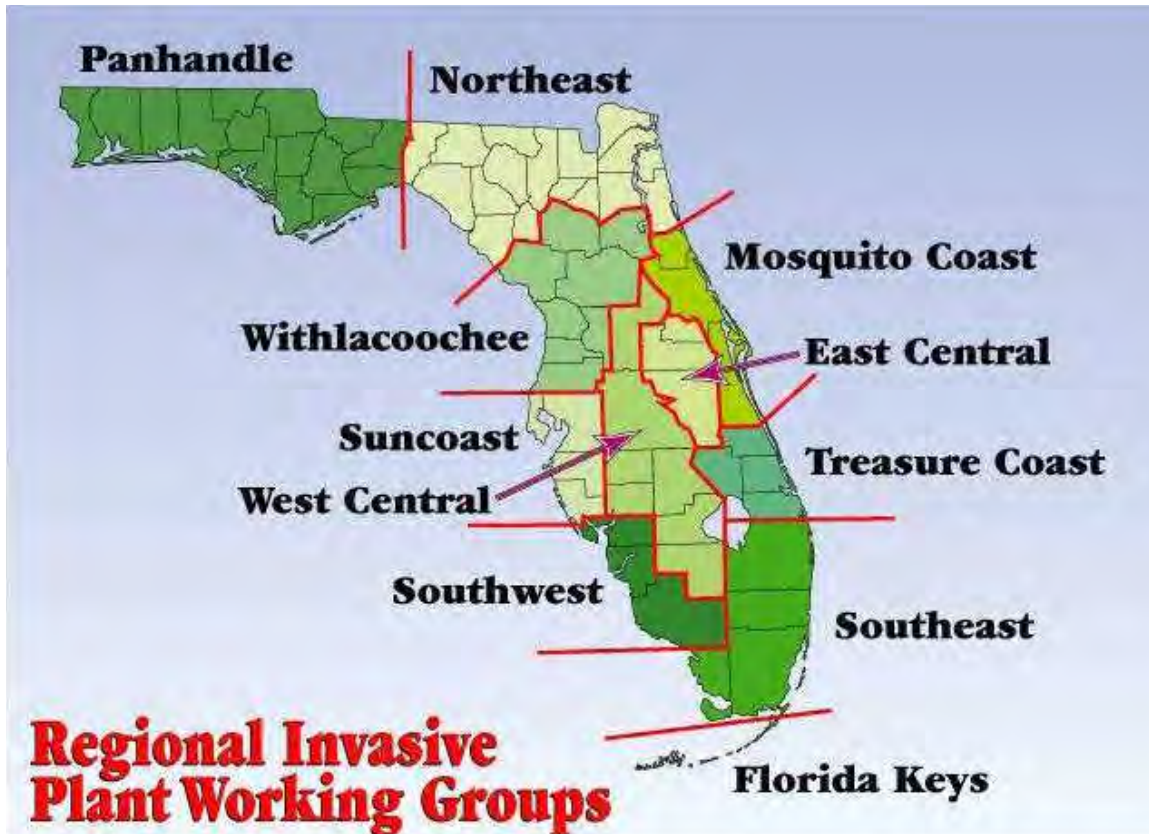 Panhandle
Northeast
Mosquito Coast
Withlacoochee
East Central
Suncoast
Treasure Coast
West Central
Southwest
Southeast
Regional Invasive
Plant Working Groups
Florida Keys